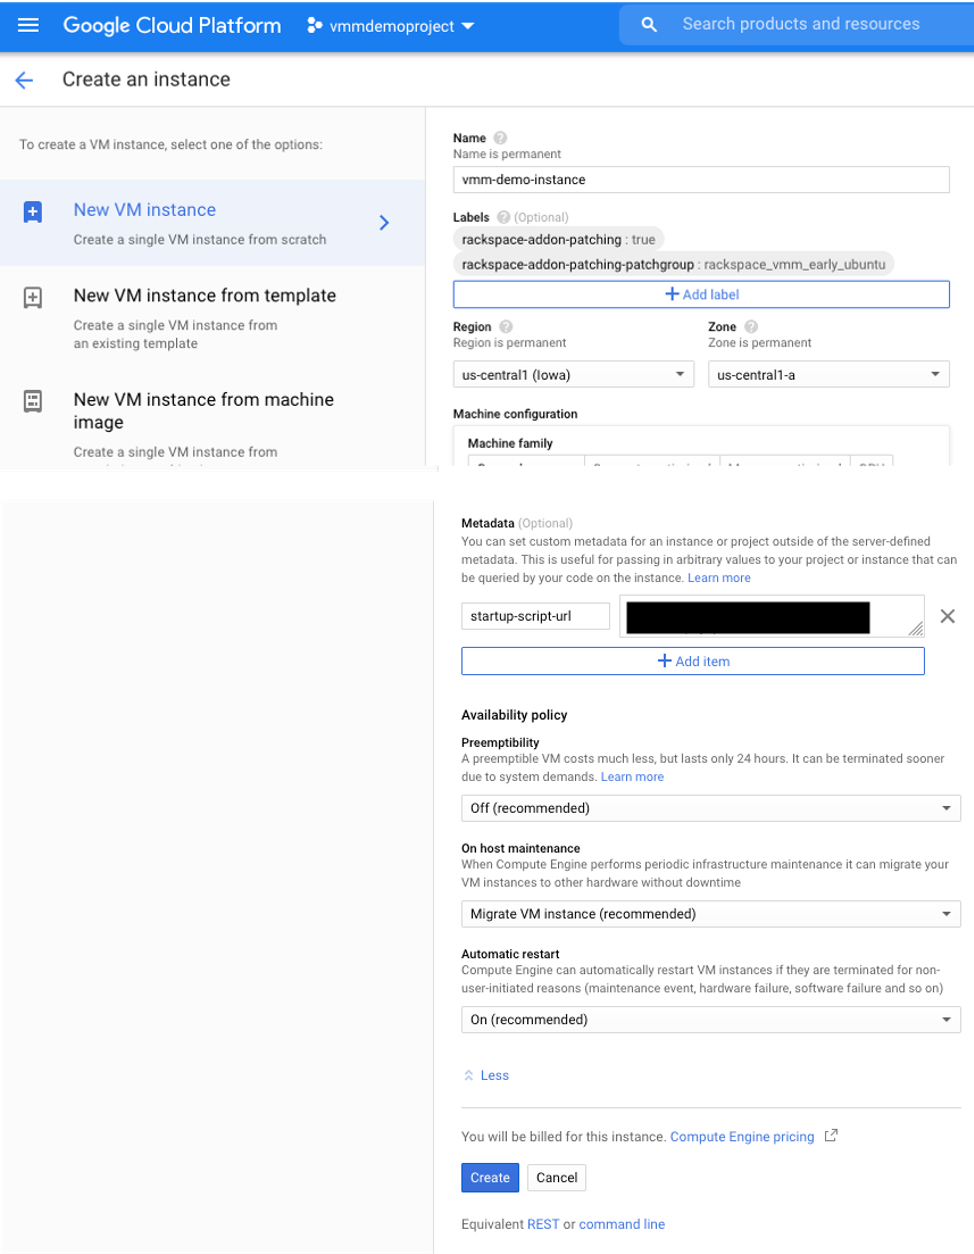 Google Cloud Platform vmmdemoproject Search products and resources
Create an instance
To create a VM instance, select one of the options:
New VM instance
Create a single VM instance from scratch
New VM instance from template
Create a single VM instance from
an existing template
New VM instance from machine
image
Create a single VM instance from
Name
Name is permanent
vmm-demo-instance
Labels (Optional)
rackspace-addon-patching : true
rackspace-addon-patching-patchgroup : rackspace_vmm_early_ubuntu
Add label
Region
Region is permanent
us-central1 (Iowa)
Zone
Zone is permanent
us-central1-a
Machine configuration
Machine family
Metadata (Optional)
You can set custom metadata for an instance or project outside of the server-defined
metadata. This is useful for passing in arbitrary values to your project or instance that can
be queried by your code on the instance. Learn more
startup-script-url
Add item
Availability policy
Preemptibility
A preemptible VM costs much less, but lasts only 24 hours. It can be terminated sooner
due to system demands. Learn more
Off (recommended)
On host maintenance
When Compute Engine performs periodic infrastructure maintenance it can migrate your
VM instances to other hardware without downtime
Migrate VM instance (recommended)
Automatic restart
Compute Engine can automatically restart VM instances if they are terminated for non-
user-initiated reasons (maintenance event, hardware failure, software failure and so on)
On (recommended)
Less
You will be billed for this instance. Compute Engine pricing
Create Cancel
Equivalent REST or command line